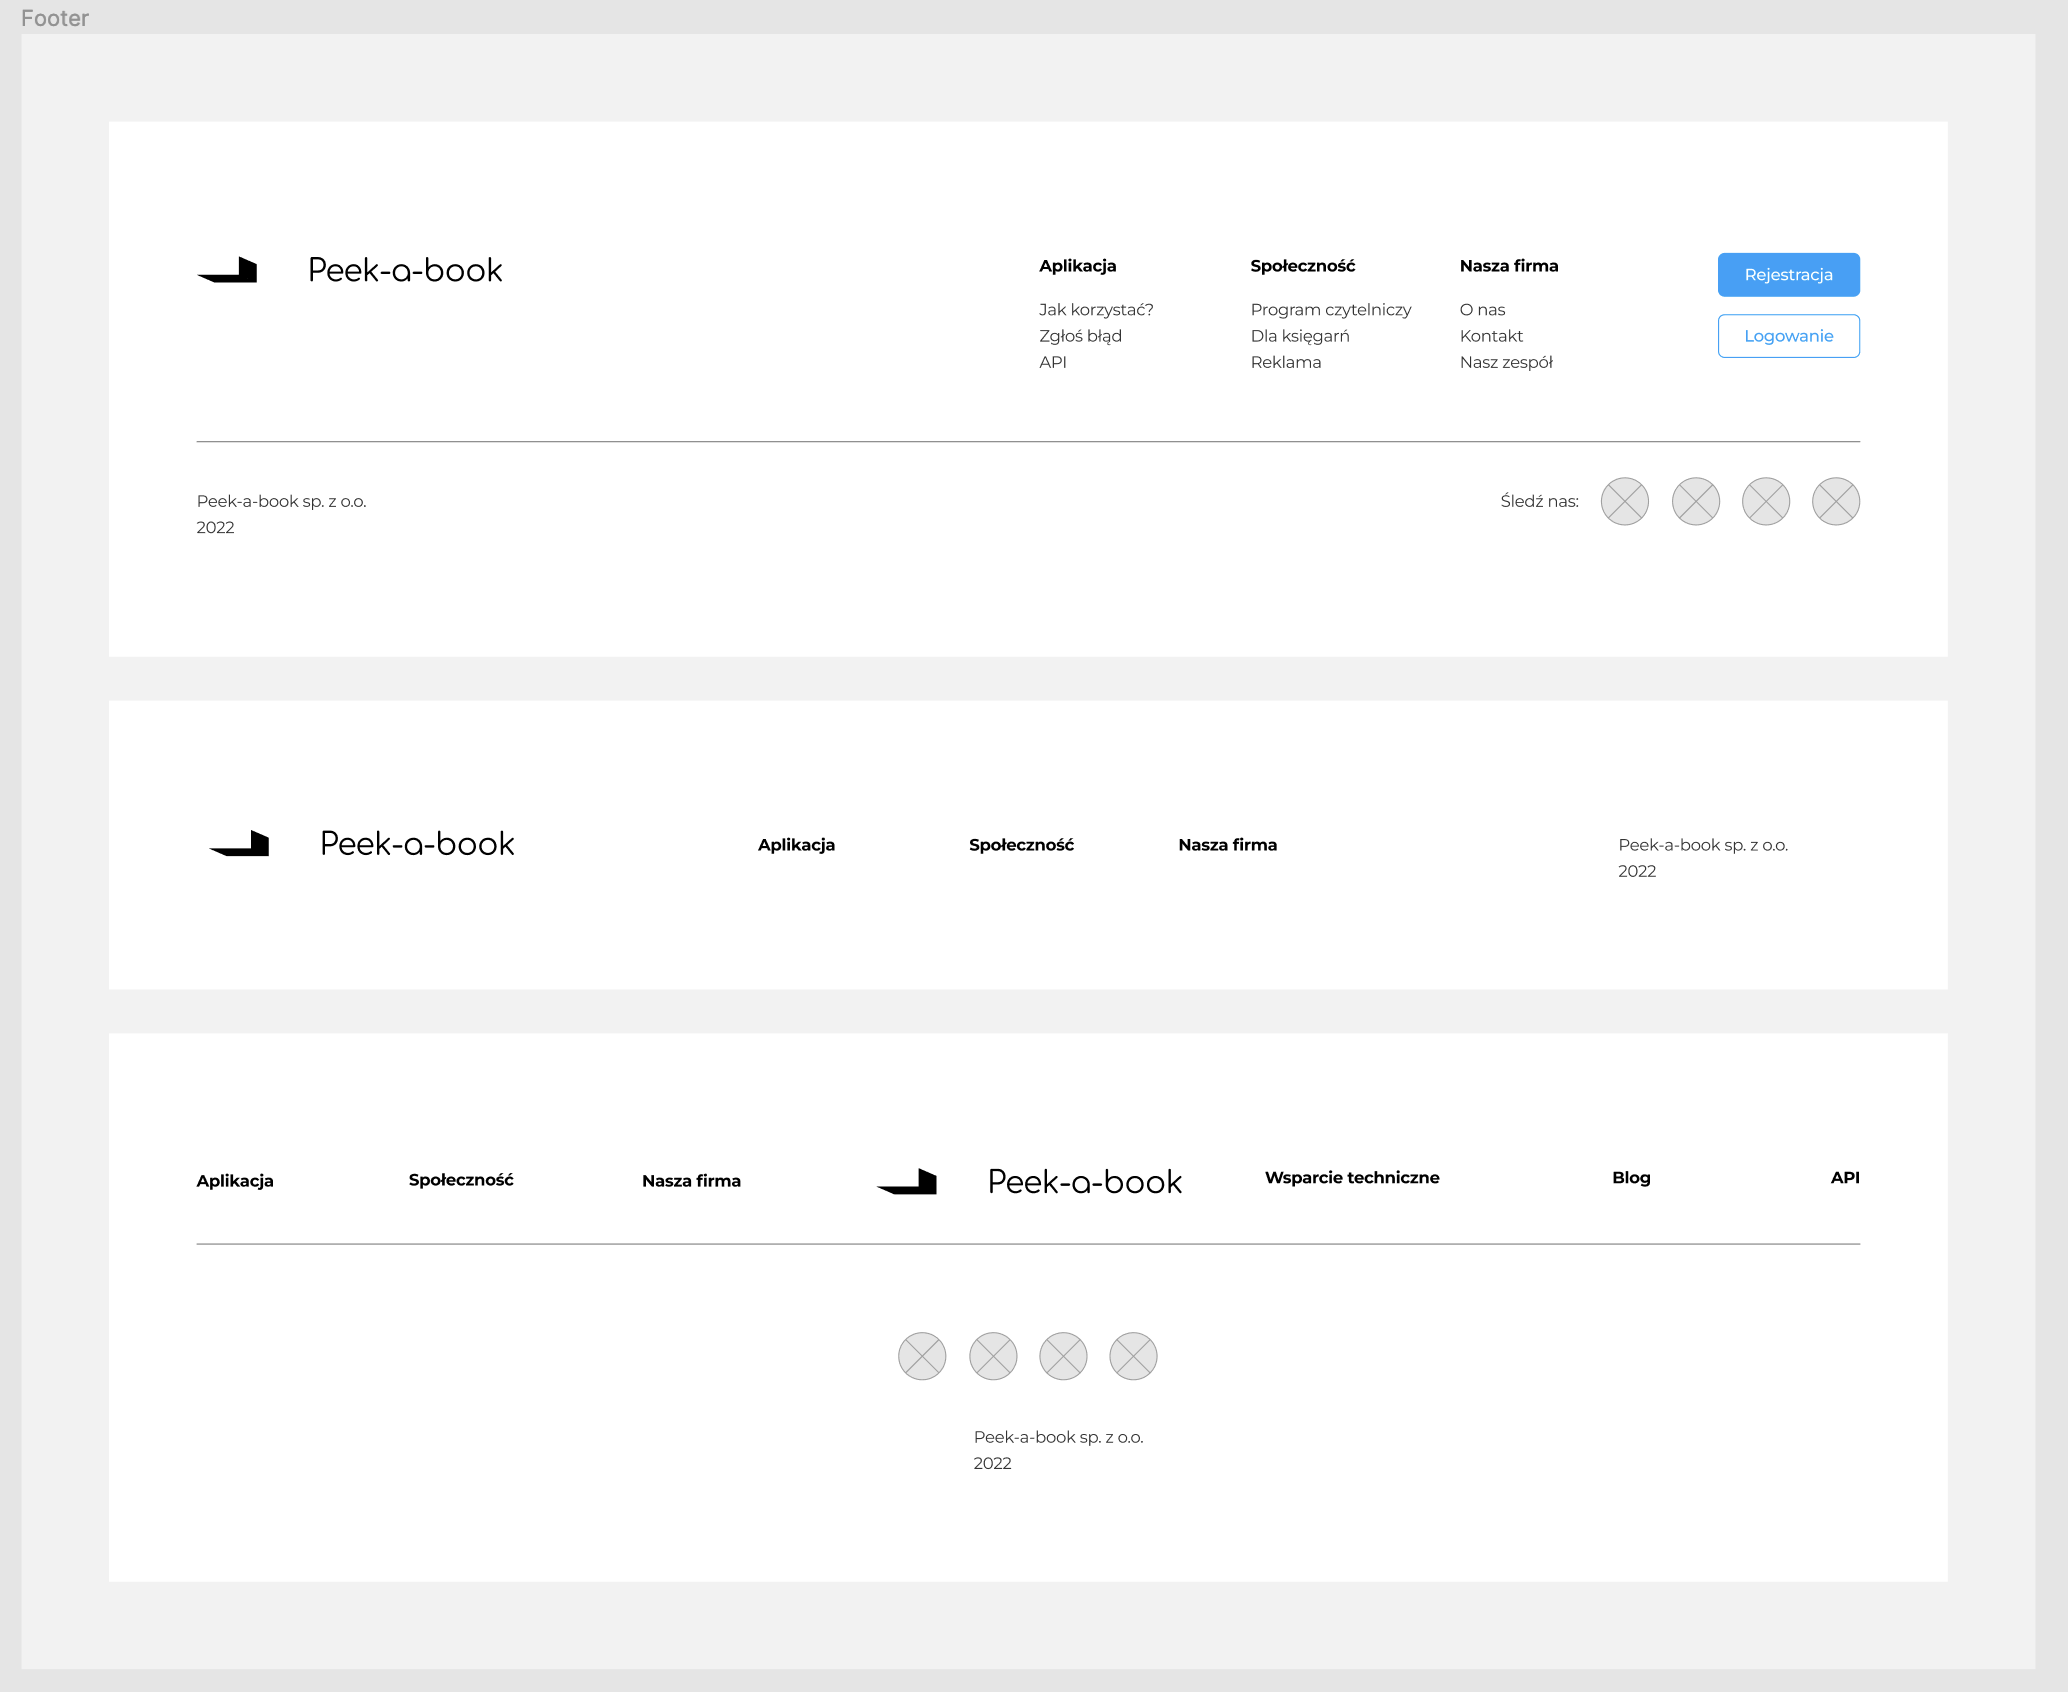 Footer
Peek-a-book
Aplikacja
Jak korzystać?
Zgłoś błąd
API
Społeczność
Program czytelniczy
Dla księgarń
Reklama
Nasza firma
O nas
Kontakt
Nasz zespół
Rejestracja
Logowanie
Peek-a-book sp. z o.o.
2022
Śledź nas:
Peek-a-book
Aplikacja
Społeczność
Nasza firma
Peek-a-book sp. z o.o.
2022
Aplikacja
Społeczność
Nasza firma
Peek-a-book
Wsparcie techniczne
Blog
API
Peek-a-book sp. z o.o.
2022